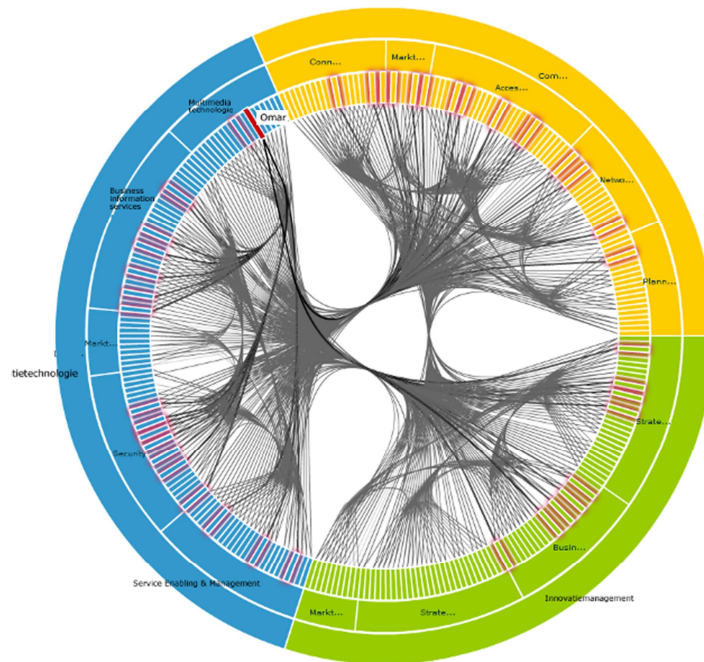 Conn...
Markt...
Com...
Acces...
Multimedia
technologie
Omar
Netwo...
Business
Information
services
Plann...
Markt...
tietechnologie
Strate...
Security
Busin...
Service Enabling & Management
Innovatiemanagement
Markt...
Strate...